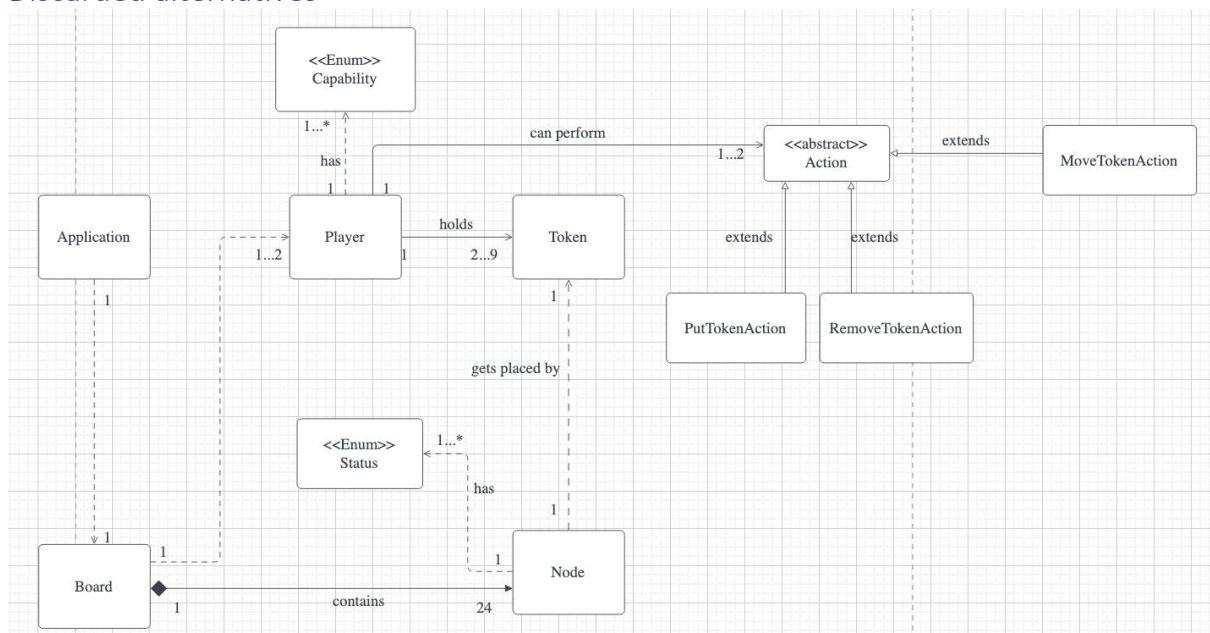 Discarded alternatives
<<Enum>>
Capability
1...*
has
1
1
can perform
1...2
<<abstract>>
Action
extends
MoveTokenAction
Application
1
1...2
Player
1
holds
2...9
Token
extends
extends
1
PutTokenAction
RemoveTokenAction
gets placed by
<<Enum>>
Status
1...*
has
1
1
1
1
Board
Node
1
contains
24